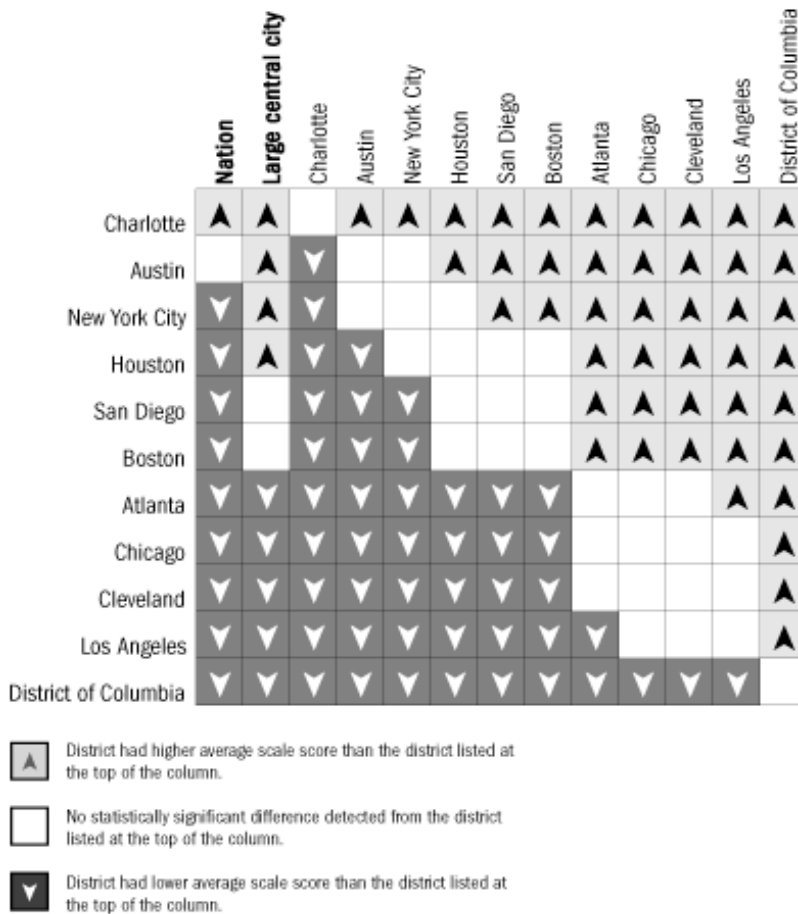 Nation
Large central city
Charlotte
Austin
New York City
Houston
San Diego
Boston
Atlanta
Chicago
Cleveland
Los Angeles
District of Columbia
Charlotte
Austin
New York City
Houston
San Diego
Boston
Atlanta
Chicago
Cleveland
Los Angeles
District of Columbia
District had higher average scale score than the district listed at
the top of the column.
No statistically significant difference detected from the district
listed at the top of the column.
District had lower average scale score than the district listed at
the top of the column.